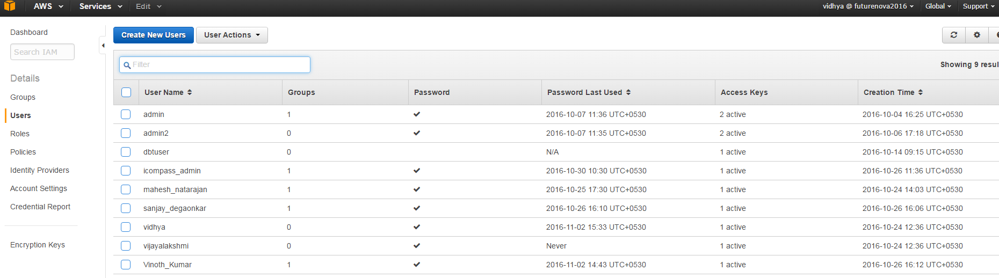 AWS Services Edit vidhya @ futurenova2016 Global Support
Dashboard
Search IAM
Details
Groups
Users
Roles
Policies
Identity Providers
Account Settings
Credential Report
Encryption Keys
Create New Users User Actions
Filter
Showing 9 resul
User Name Groups Password Password Last Used Access Keys Creation Time
admin 1 2016-10-07 11:36 UTC+0530 2 active 2016-10-04 16:25 UTC+0530
admin2 0 2016-10-07 11:35 UTC+0530 2 active 2016-10-06 17:18 UTC+0530
dbtuser 0 N/A 1 active 2016-10-14 09:15 UTC+0530
icompass_admin 1 2016-10-30 10:30 UTC+0530 1 active 2016-10-26 11:36 UTC+0530
mahesh_natarajan 1 2016-10-25 17:30 UTC+0530 1 active 2016-10-24 14:03 UTC+0530
sanjay_degaonkar 1 2016-10-26 16:10 UTC+0530 1 active 2016-10-26 16:06 UTC+0530
vidhya 0 2016-11-02 15:33 UTC+0530 1 active 2016-10-24 12:36 UTC+0530
vijayalakshmi 0 Never 1 active 2016-10-24 12:36 UTC+0530
Vinoth_Kumar 1 2016-11-02 14:43 UTC+0530 1 active 2016-10-26 16:12 UTC+0530